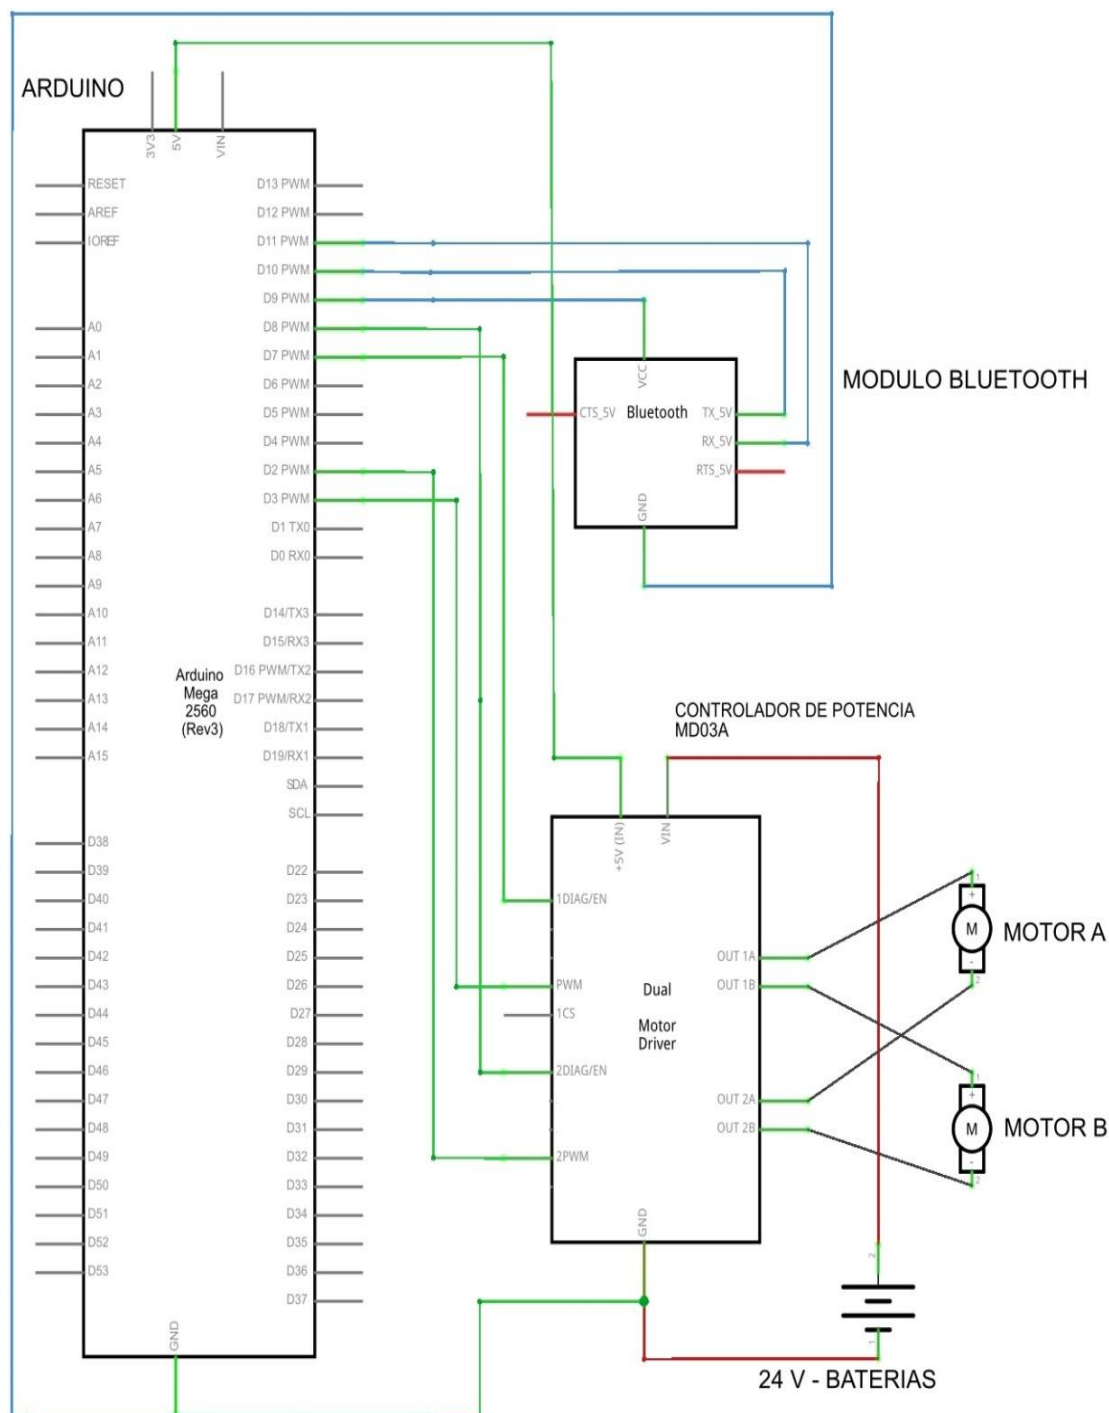 ARDUINO
3V3
5V
VIN
RESET
AREF
IOREF
A0
A1
A2
A3
A4
A5
A6
A7
A8
A9
A10
A11
A12
A13
A14
A15
D38
D39
D40
D41
D42
D43
D44
D45
D46
D47
D48
D49
D50
D51
D52
D53
GND
Arduino
Mega
2560
(Rev3)
D13 PWM
D12 PWM
D11 PWM
D10 PWM
D9 PWM
D8 PWM
D7 PWM
D6 PWM
D5 PWM
D4 PWM
D2 PWM
D3 PWM
D1 TX0
D0 RX0
D14/TX3
D15/RX3
D16 PWM/TX2
D17 PWM/RX2
D18/TX1
D19/RX1
SDA
SCL
D22
D23
D24
D25
D26
D27
D28
D29
D30
D31
D32
D33
D34
D35
D36
D37
MODULO BLUETOOTH
VCC
CTS_5V
Bluetooth
TX_5V
RX_5V
RTS_5V
GND
CONTROLADOR DE POTENCIA
MD03A
+5V (IN)
VIN
1DIAG/EN
PWM
1CS
2DIAG/EN
2PWM
Dual
Motor
Driver
OUT 1A
OUT 1B
OUT 2A
OUT 2B
GND
1
+
M
-
2
MOTOR A
1
+
M
-
2
MOTOR B
2
1
24 V - BATERIAS